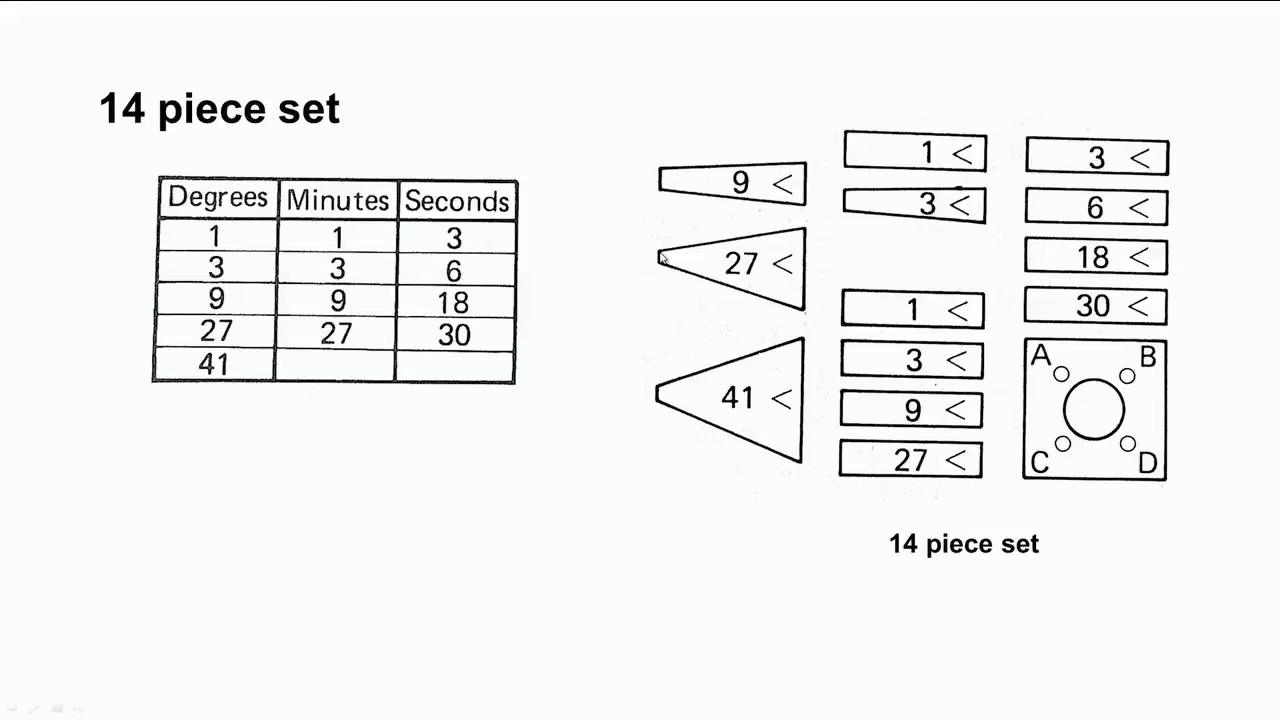 14 piece set
Degrees Minutes Seconds
1 1 3
3 3 6
9 9 18
27 27 30
41
9 <
27 <
41 <
1 <
3 <
1 <
3 <
9 <
27 <
3 <
6 <
18 <
30 <
A B
C D
14 piece set